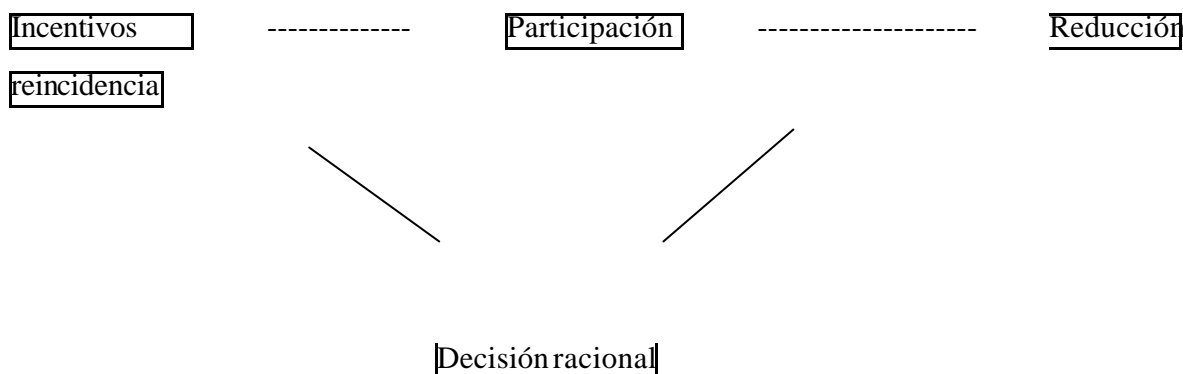 Incentivos -------------- Participación --------------------- Reducción
reincidencia
Decisión racional